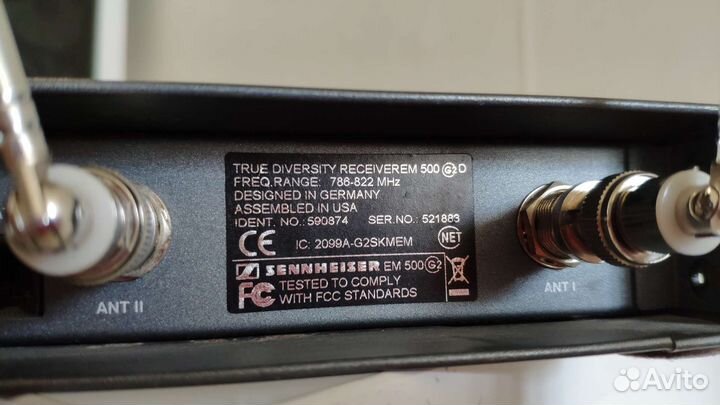 TRUE DIVERSITY RECEIVEREM 500 G2 D
FREQ.RANGE: 786-822 MHz
DESIGNED IN GERMANY
ASSEMBLED IN USA
IDENT. NO.: 590874 SER.NO.: 521883
CE IC: 2099A-G2SKMEM NET
SENNHEISER EM 500 G2
FC TESTED TO COMPLY
WITH FCC STANDARDS
ANT II
ANT I
Avito